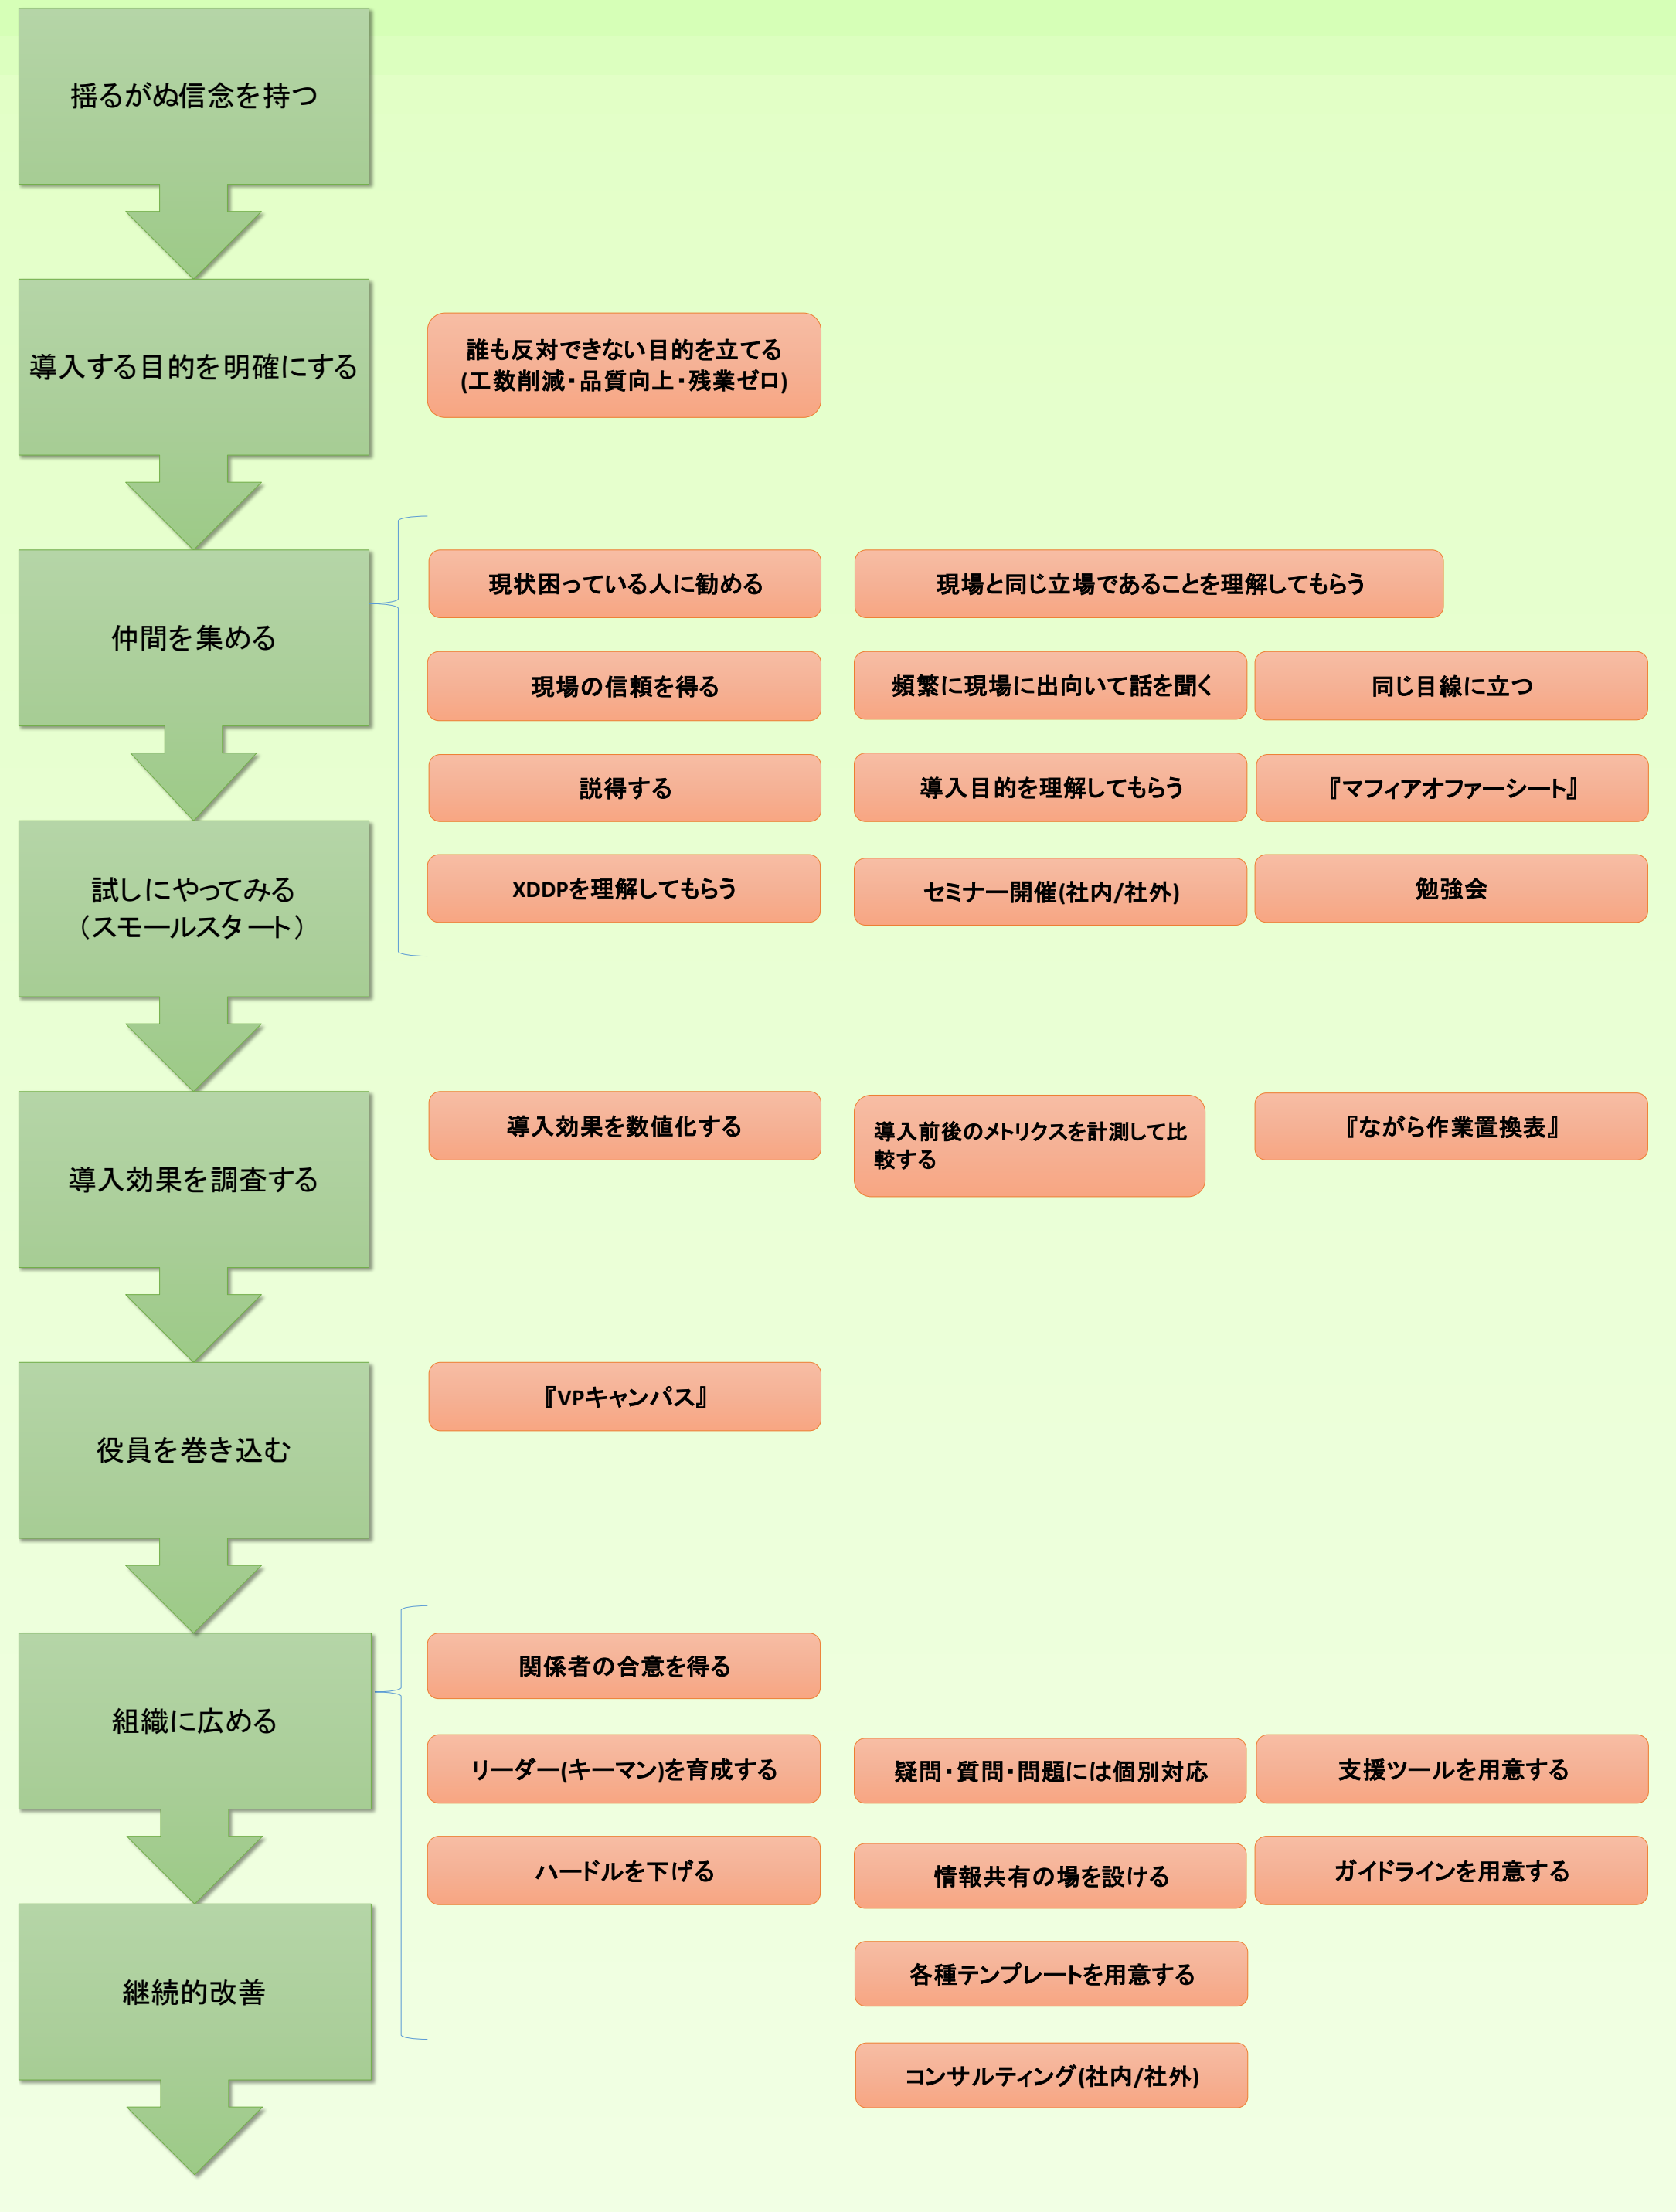 揺るがぬ信念を持つ
導入する目的を明確にする
誰も反対できない目的を立てる
(工数削減・品質向上・残業ゼロ)
仲間を集める
現状困っている人に勧める
現場と同じ立場であることを理解してもらう
現場の信頼を得る
頻繁に現場に出向いて話を聞く
同じ目線に立つ
説得する
導入目的を理解してもらう
『マフィアオファーシート』
XDDPを理解してもらう
セミナー開催(社内/社外)
勉強会
試しにやってみる
（スモールスタート）
導入効果を調査する
導入効果を数値化する
導入前後のメトリクスを計測して比
較する
『ながら作業置換表』
役員を巻き込む
『VPキャンパス』
組織に広める
関係者の合意を得る
リーダー(キーマン)を育成する
疑問・質問・問題には個別対応
支援ツールを用意する
ハードルを下げる
情報共有の場を設ける
ガイドラインを用意する
各種テンプレートを用意する
コンサルティング(社内/社外)
継続的改善